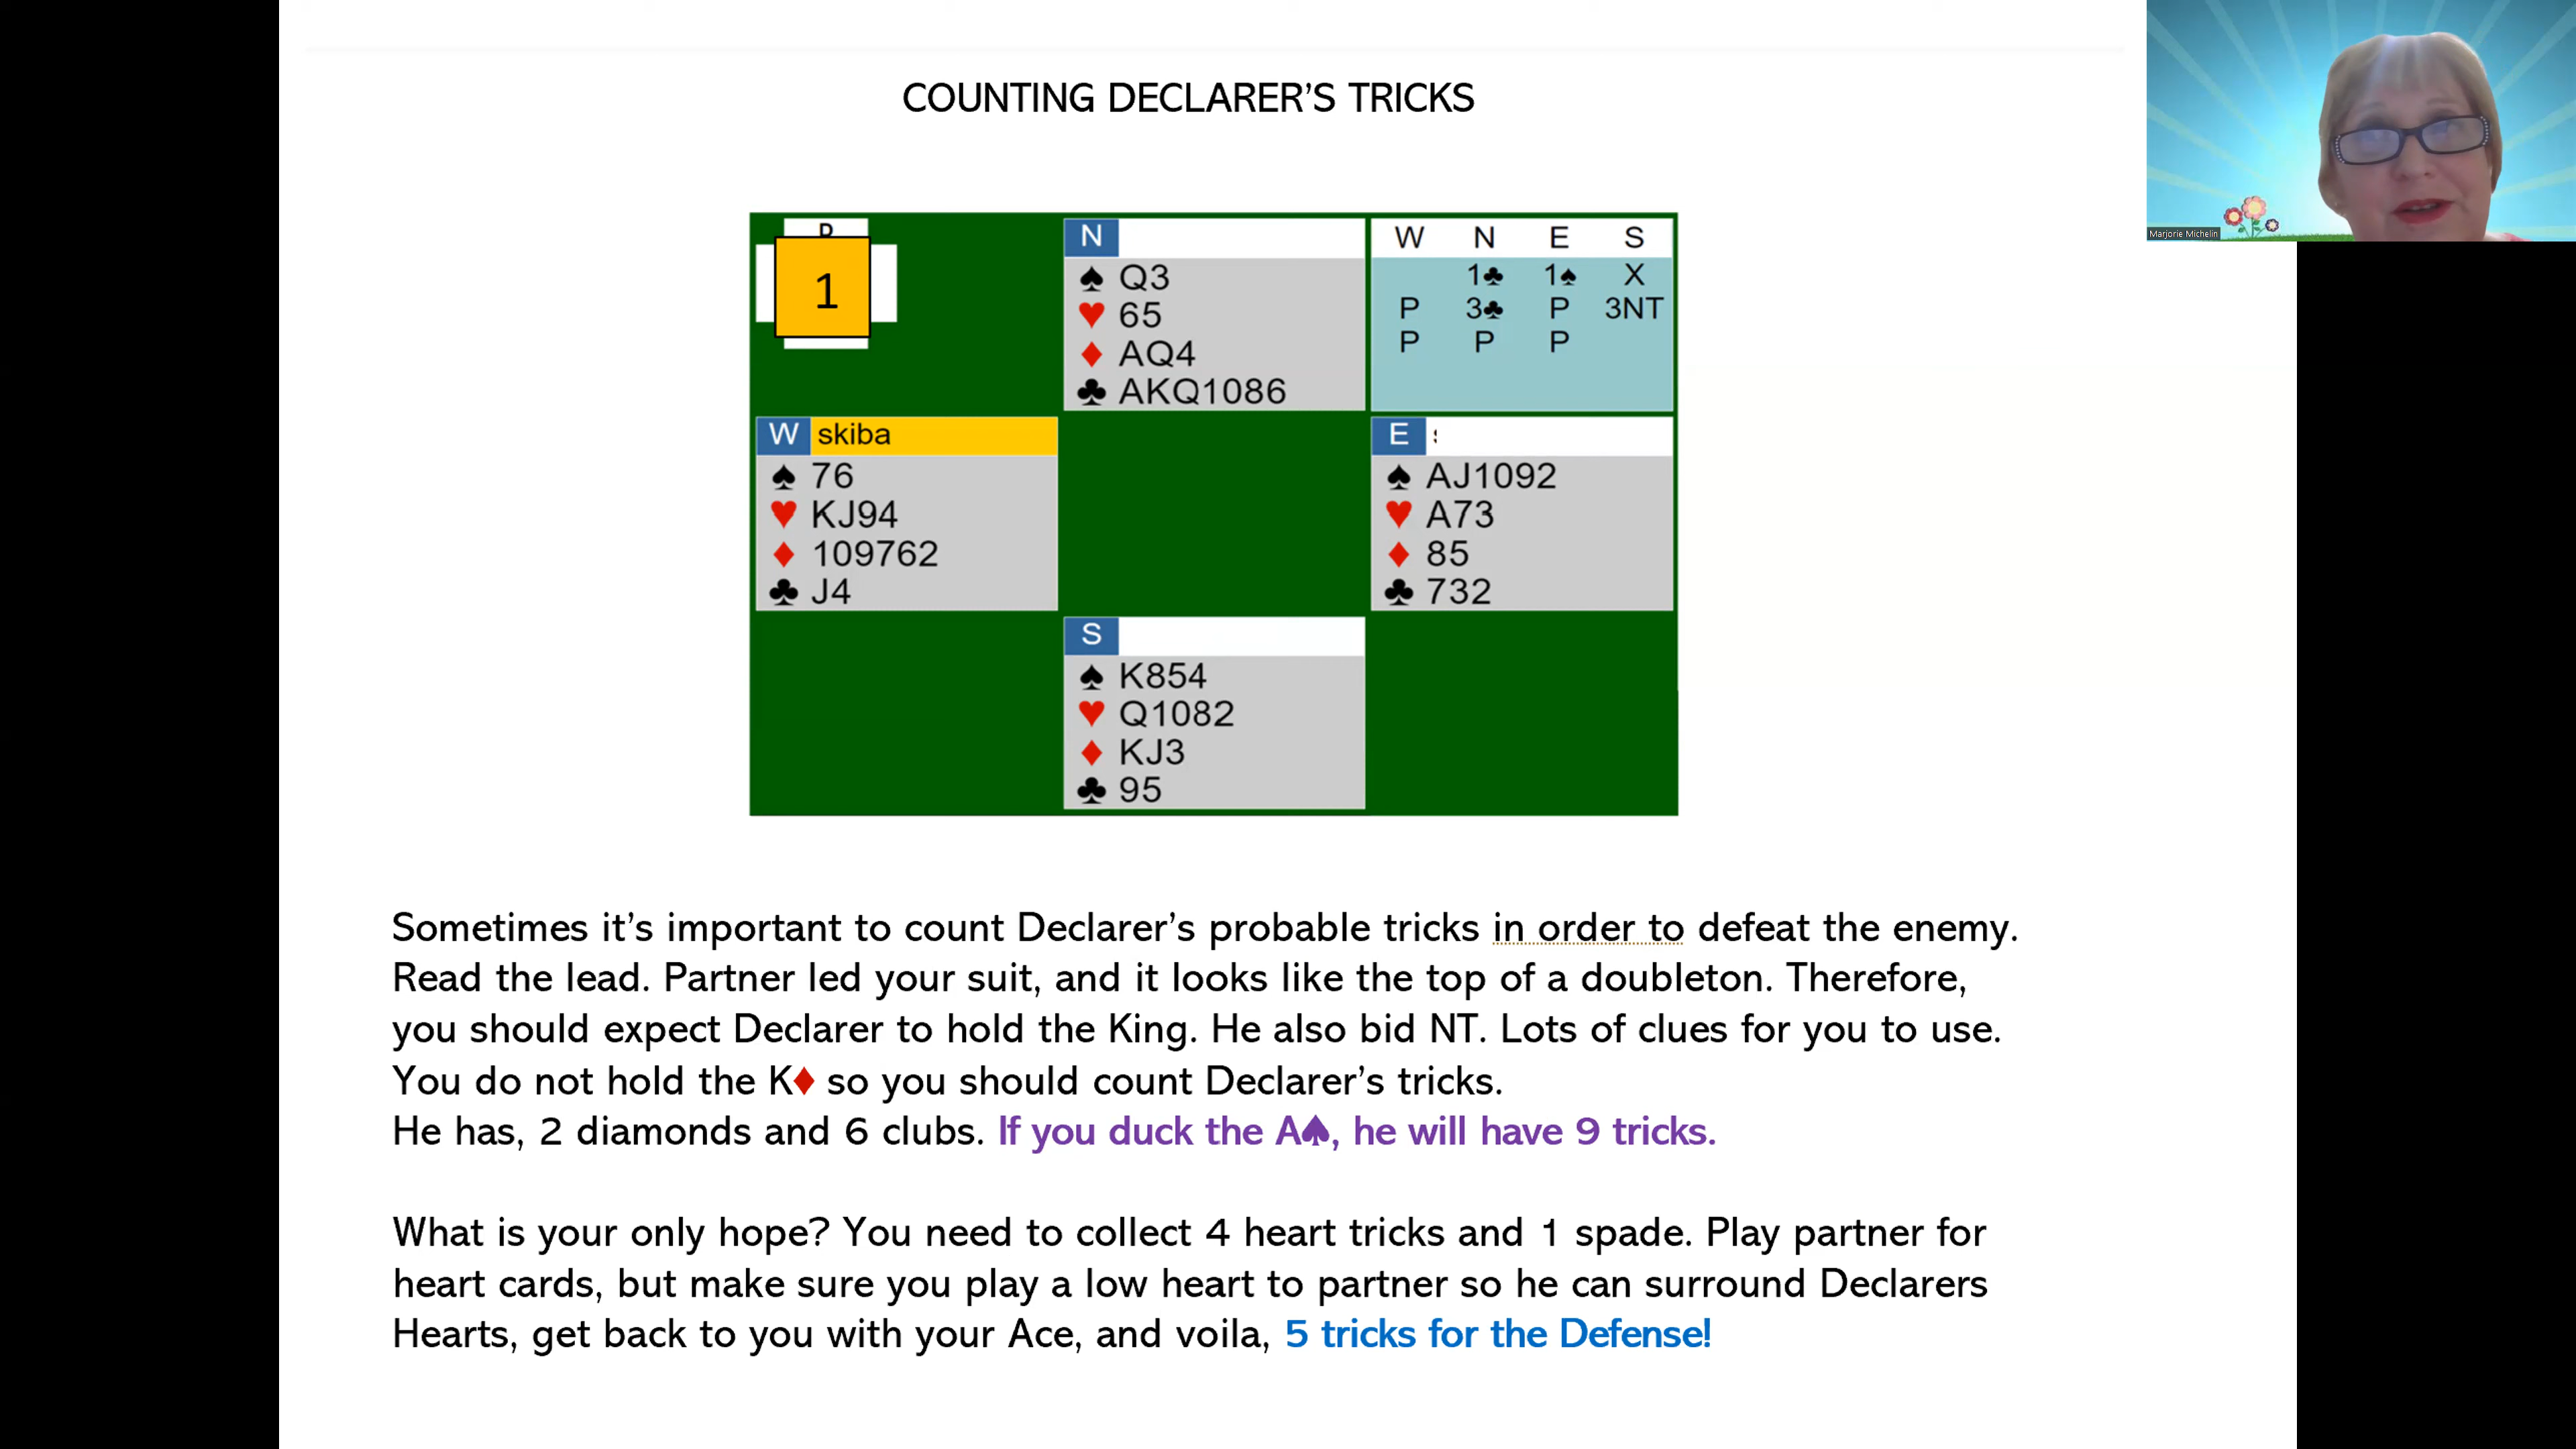 COUNTING DECLARER'S TRICKS
Marjorie Michelin
1
N
♠ Q3
♥ 65
♦ AQ4
♣ AKQ1086
W N E S
1♣ 1♠ X
P 3♣ P 3NT
P P P
W skiba
♠ 76
♥ KJ94
♦ 109762
♣ J4
E
♠ AJ1092
♥ A73
♦ 85
♣ 732
S
♠ K854
♥ Q1082
♦ KJ3
♣ 95
Sometimes it's important to count Declarer's probable tricks in order to defeat the enemy.
Read the lead. Partner led your suit, and it looks like the top of a doubleton. Therefore,
you should expect Declarer to hold the King. He also bid NT. Lots of clues for you to use.
You do not hold the K♦ so you should count Declarer's tricks.
He has, 2 diamonds and 6 clubs. If you duck the A♠, he will have 9 tricks.
What is your only hope? You need to collect 4 heart tricks and 1 spade. Play partner for
heart cards, but make sure you play a low heart to partner so he can surround Declarers
Hearts, get back to you with your Ace, and voila, 5 tricks for the Defense!